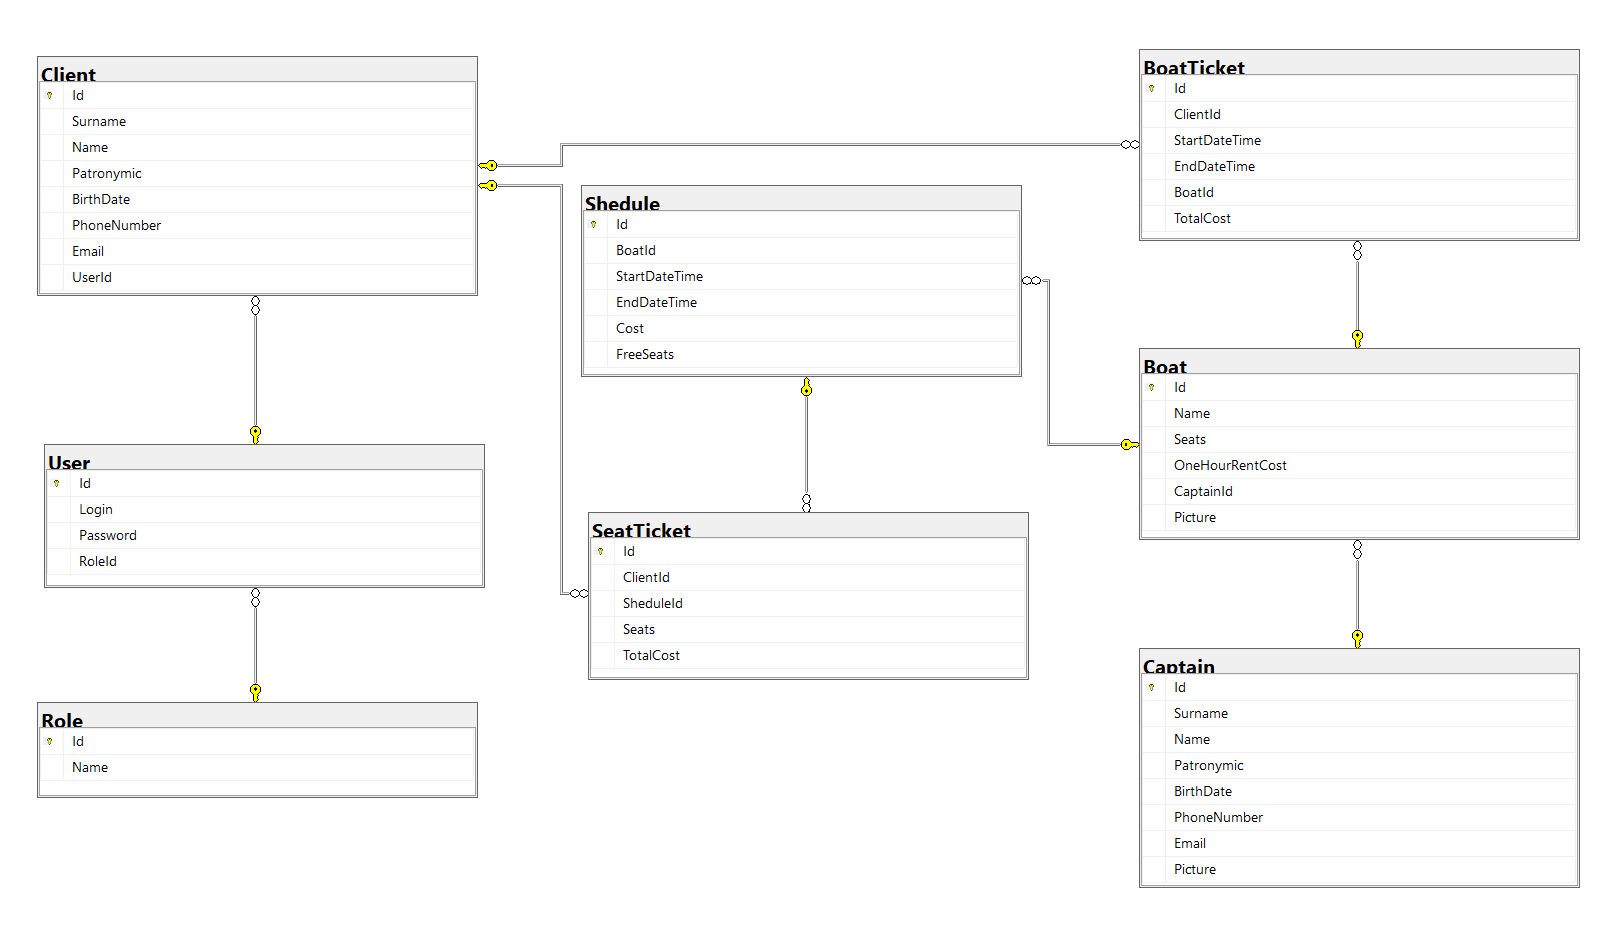 Client
Id
Surname
Name
Patronymic
BirthDate
PhoneNumber
Email
UserId
User
Id
Login
Password
RoleId
Role
Id
Name
Shedule
Id
BoatId
StartDateTime
EndDateTime
Cost
FreeSeats
SeatTicket
Id
ClientId
SheduleId
Seats
TotalCost
BoatTicket
Id
ClientId
StartDateTime
EndDateTime
BoatId
TotalCost
Boat
Id
Name
Seats
OneHourRentCost
CaptainId
Picture
Captain
Id
Surname
Name
Patronymic
BirthDate
PhoneNumber
Email
Picture